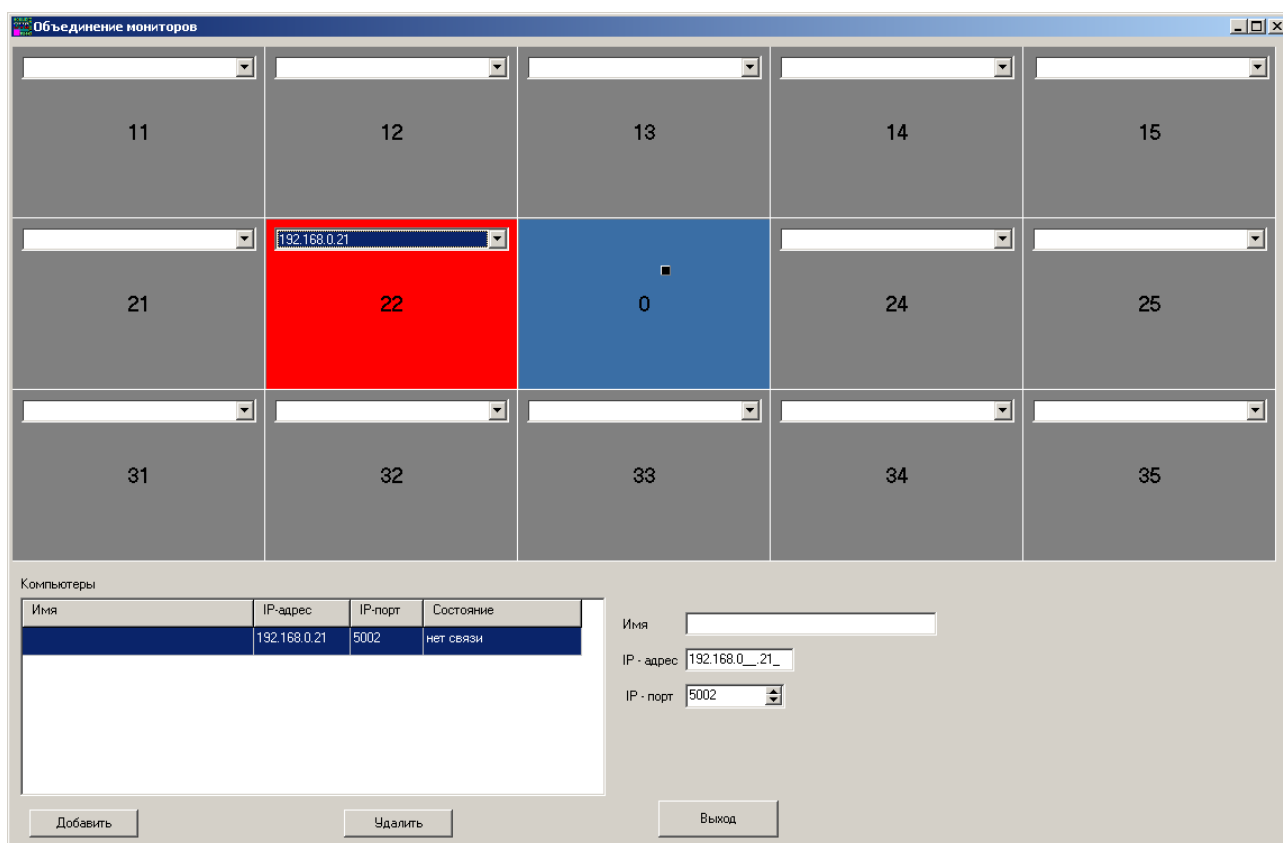 Объединение мониторов
11 12 13 14 15
192.168.0.21
21 22 0 24 25
31 32 33 34 35
Компьютеры
Имя IP-адрес IP-порт Состояние
192.168.0.21 5002 нет связи
Имя
IP - адрес 192.168.0__.21_
IP - порт 5002
Добавить Удалить Выход